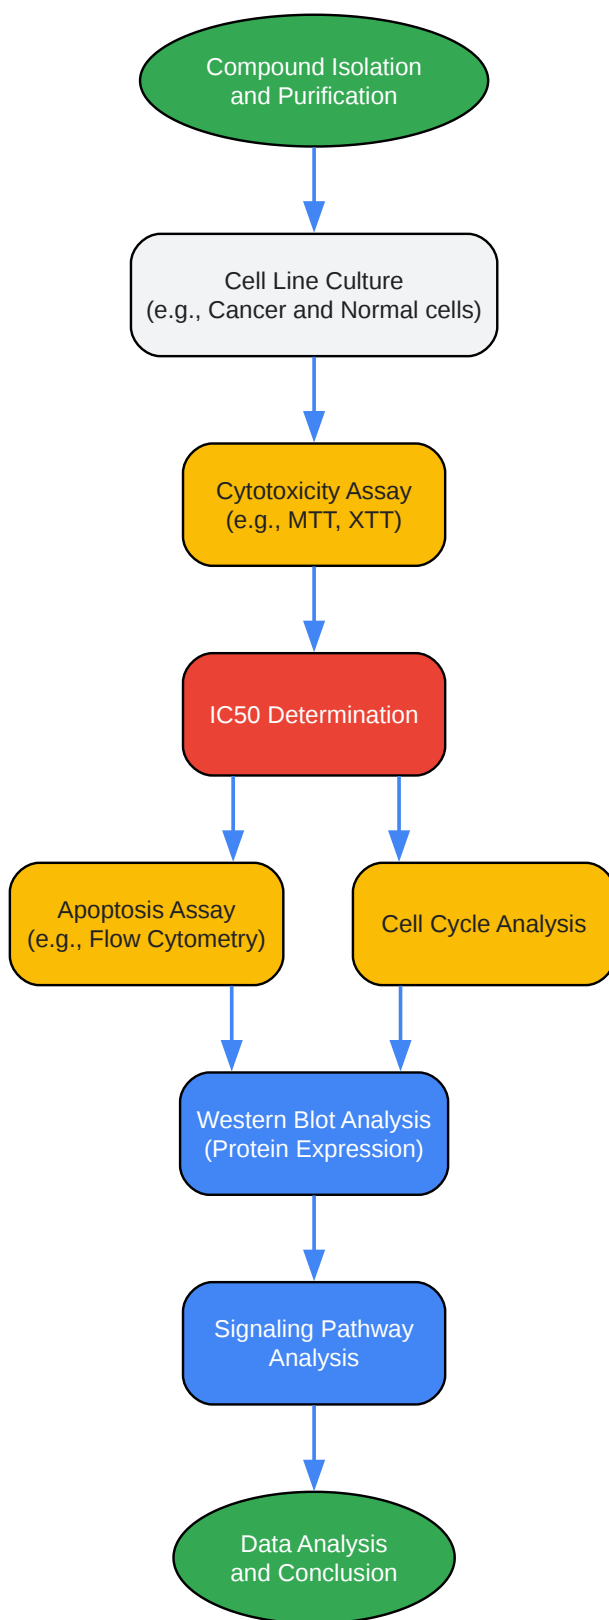 Compound Isolation
and Purification
Cell Line Culture
(e.g., Cancer and Normal cells)
Cytotoxicity Assay
(e.g., MTT, XTT)
IC50 Determination
Apoptosis Assay
(e.g., Flow Cytometry)
Cell Cycle Analysis
Western Blot Analysis
(Protein Expression)
Signaling Pathway
Analysis
Data Analysis
and Conclusion